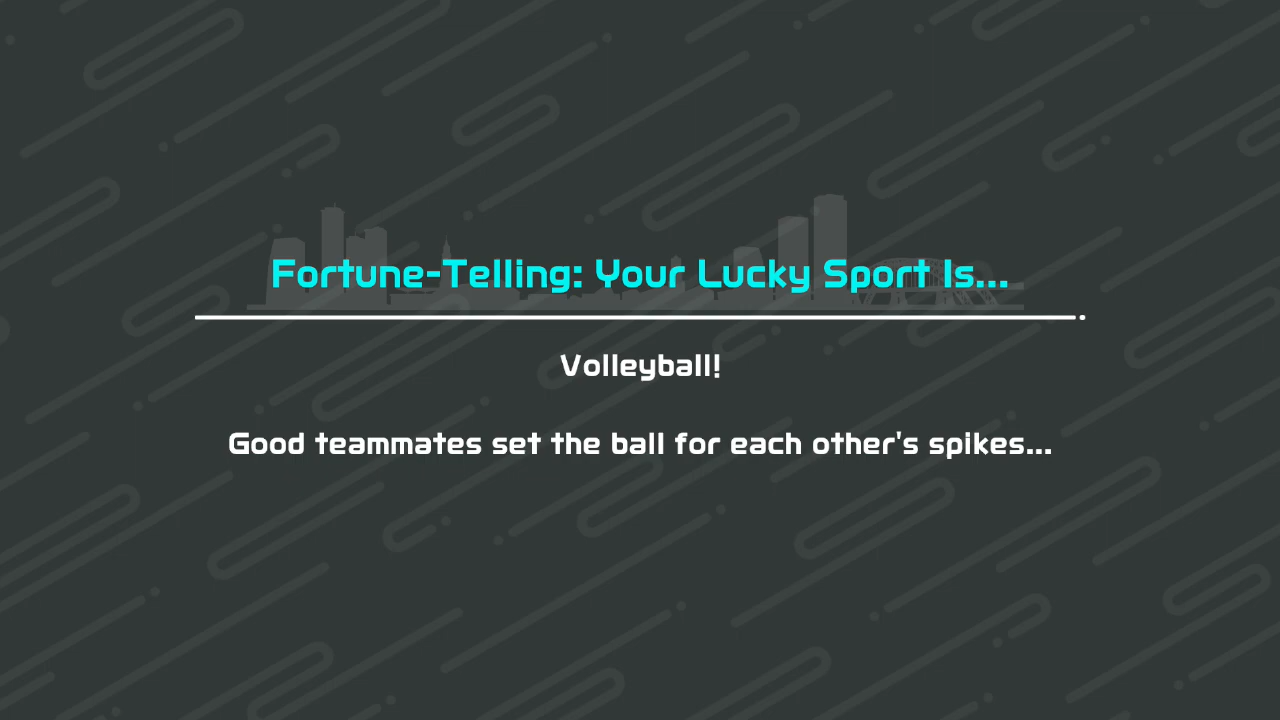 Fortune-Telling: Your Lucky Sport Is...
Volleyball!
Good teammates set the ball for each other's spikes...